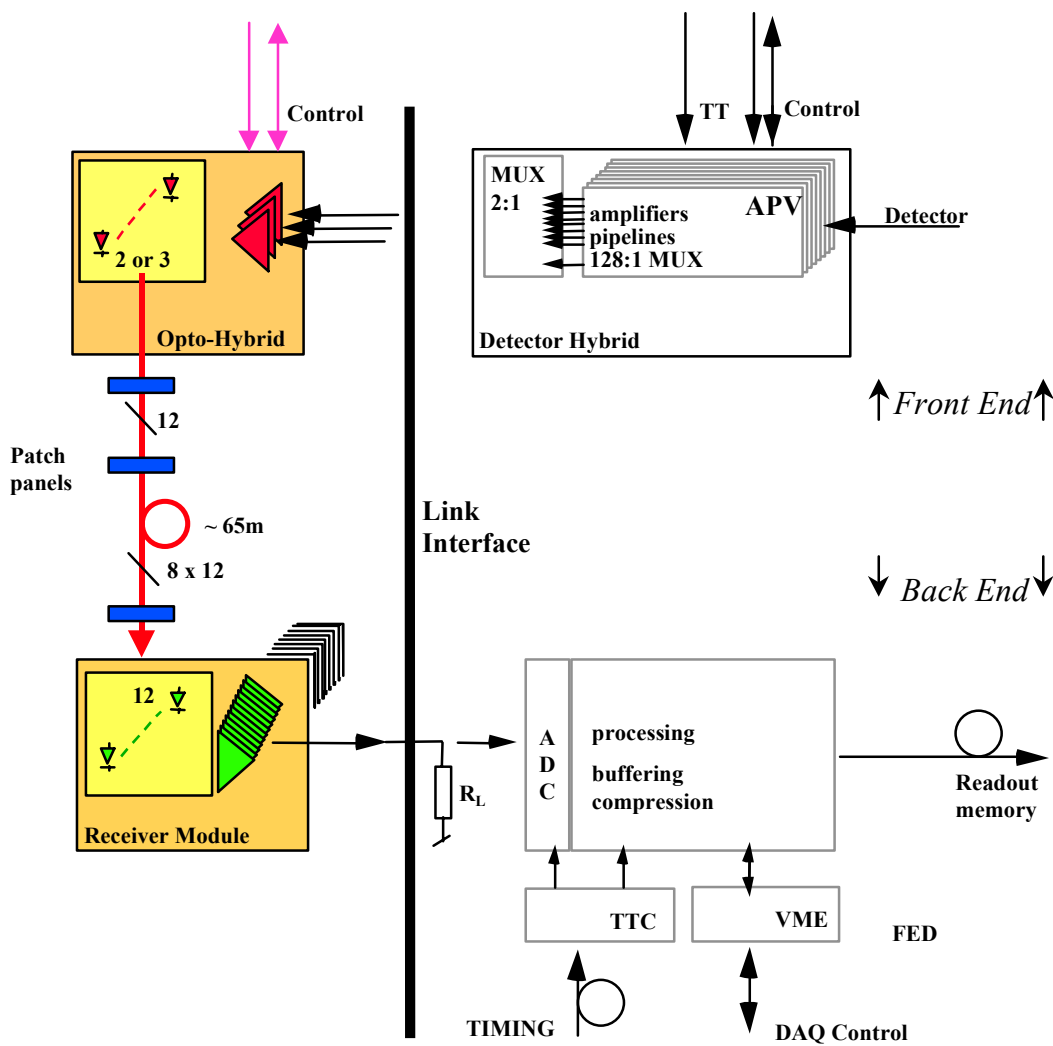 Control
TT
Control
MUX
2:1
APV
amplifiers
pipelines
128:1 MUX
Detector
2 or 3
Opto-Hybrid
Detector Hybrid
Front End
12
Patch
panels
~ 65m
Link
Interface
8 x 12
Back End
12
Receiver Module
RL
A
D
C
processing
buffering
compression
Readout
memory
TTC
VME
FED
TIMING
DAQ Control